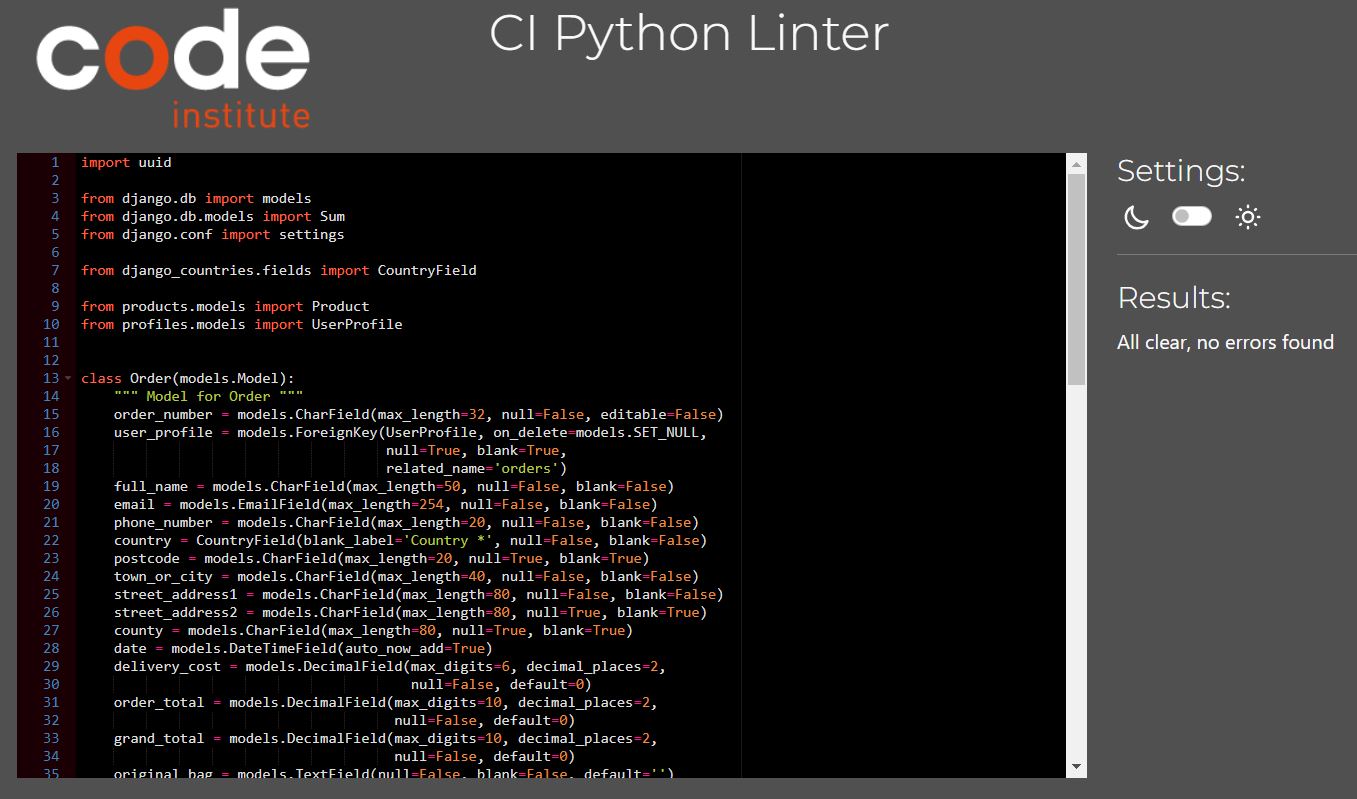 code
institute
CI Python Linter
1 import uuid
2
3 from django.db import models
4 from django.db.models import Sum
5 from django.conf import settings
6
7 from django_countries.fields import CountryField
8
9 from products.models import Product
10 from profiles.models import UserProfile
11
12
13 class Order(models.Model):
14     """ Model for Order """
15     order_number = models.CharField(max_length=32, null=False, editable=False)
16     user_profile = models.ForeignKey(UserProfile, on_delete=models.SET_NULL,
17                                      null=True, blank=True,
18                                      related_name='orders')
19     full_name = models.CharField(max_length=50, null=False, blank=False)
20     email = models.EmailField(max_length=254, null=False, blank=False)
21     phone_number = models.CharField(max_length=20, null=False, blank=False)
22     country = CountryField(blank_label='Country *', null=False, blank=False)
23     postcode = models.CharField(max_length=20, null=True, blank=True)
24     town_or_city = models.CharField(max_length=40, null=False, blank=False)
25     street_address1 = models.CharField(max_length=80, null=False, blank=False)
26     street_address2 = models.CharField(max_length=80, null=True, blank=True)
27     county = models.CharField(max_length=80, null=True, blank=True)
28     date = models.DateTimeField(auto_now_add=True)
29     delivery_cost = models.DecimalField(max_digits=6, decimal_places=2,
30                                         null=False, default=0)
31     order_total = models.DecimalField(max_digits=10, decimal_places=2,
32                                       null=False, default=0)
33     grand_total = models.DecimalField(max_digits=10, decimal_places=2,
34                                       null=False, default=0)
35     original_bag = models.TextField(null=False, blank=False, default='')
Settings:
Results:
All clear, no errors found